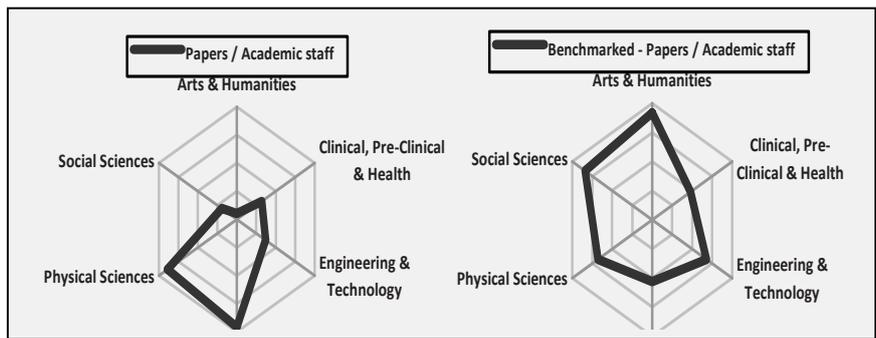 Papers / Academic staff
Arts & Humanities
Clinical, Pre-Clinical
& Health
Engineering &
Technology
Physical Sciences
Social Sciences
Benchmarked - Papers / Academic staff
Arts & Humanities
Clinical, Pre-
Clinical & Health
Engineering &
Technology
Physical Sciences
Social Sciences